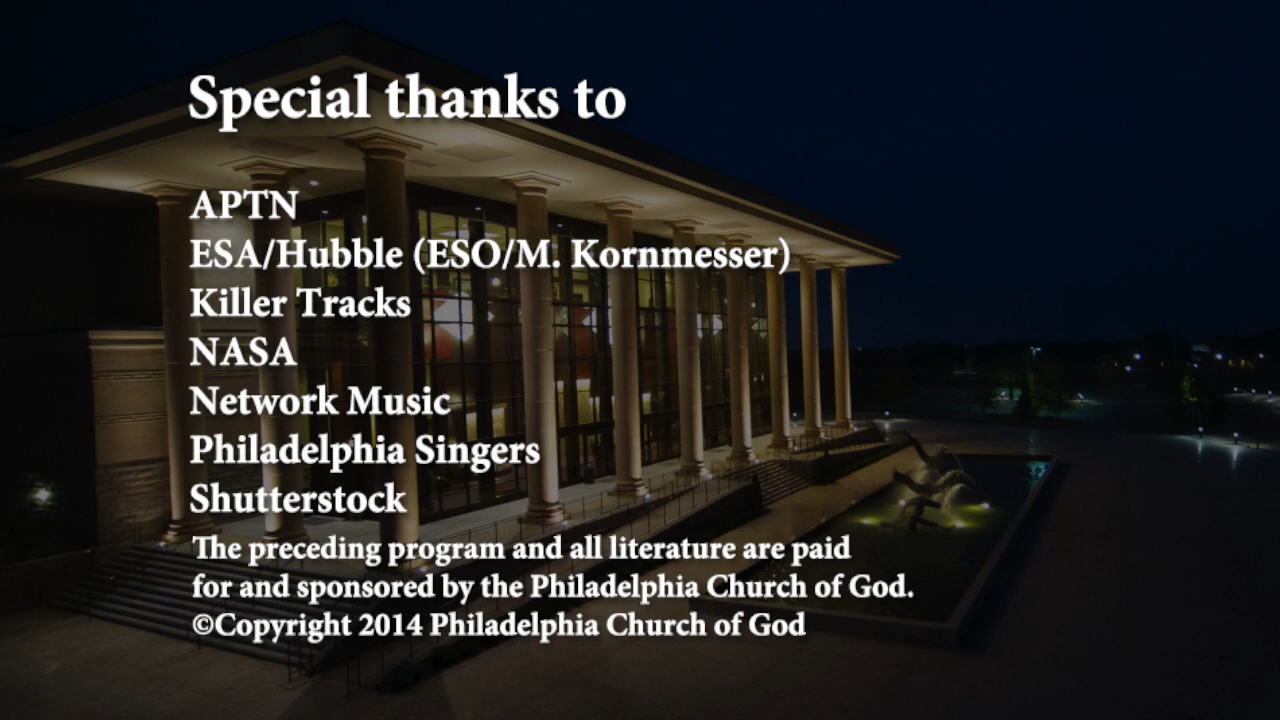 Special thanks to
APTN
ESA/Hubble (ESO/M. Kornmesser)
Killer Tracks
NASA
Network Music
Philadelphia Singers
Shutterstock
The preceding program and all literature are paid
for and sponsored by the Philadelphia Church of God.
©Copyright 2014 Philadelphia Church of God